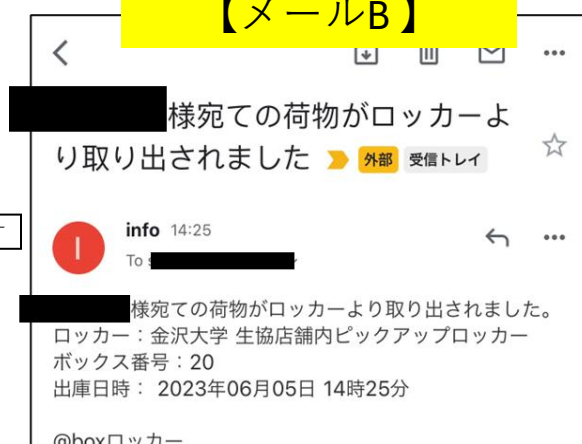 【メールB】
様宛ての荷物がロッカーよ
り取り出されました 外部 受信トレイ
I info 14:25
To
様宛ての荷物がロッカーより取り出されました。
ロッカー：金沢大学 生協店舗内ピックアップロッカー
ボックス番号：20
出庫日時： 2023年06月05日 14時25分
@boxロッカー